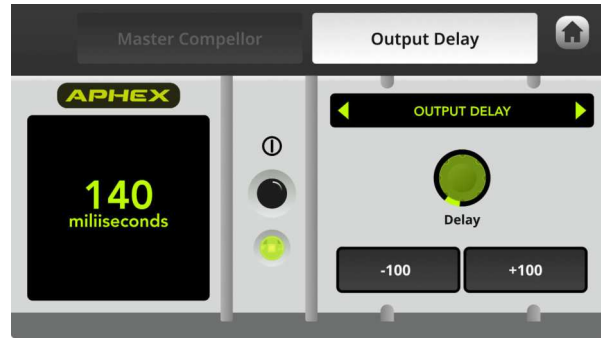 Master Compellor
Output Delay
APHEX
OUTPUT DELAY
140
miliiseconds
Delay
-100
+100